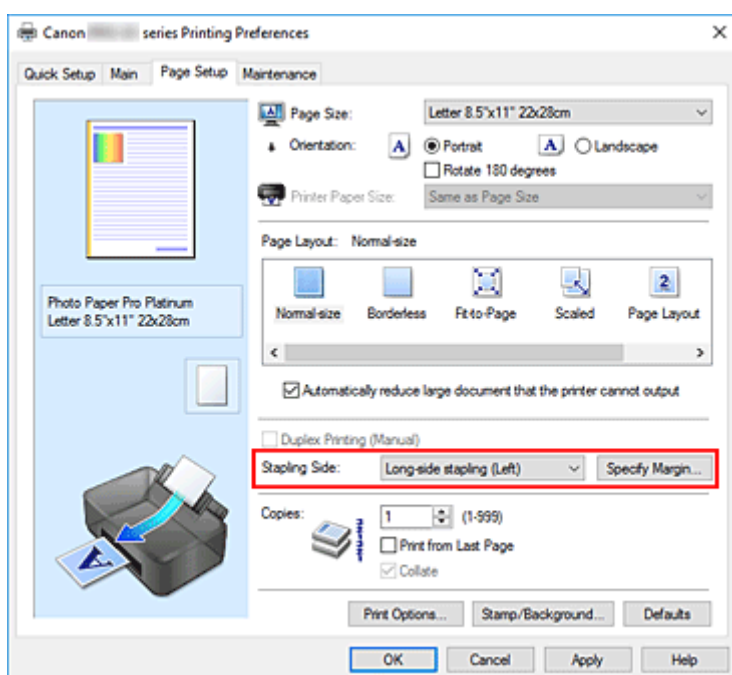 Canon series Printing Preferences
Quick Setup Main Page Setup Maintenance
Page Size: Letter 8.5"x11" 22x28cm
Orientation: A Portrait A Landscape
Rotate 180 degrees
Printer Paper Size: Same as Page Size
Page Layout: Normal-size
2
Normal-size Borderless Fit-to-Page Scaled Page Layout
Photo Paper Pro Platinum
Letter 8.5"x11" 22x28cm
Automatically reduce large document that the printer cannot output
Duplex Printing (Manual)
Stapling Side: Long-side stapling (Left) Specify Margin...
Copies: 1 (1-999)
Print from Last Page
Collate
A
Print Options... Stamp/Background... Defaults
OK Cancel Apply Help